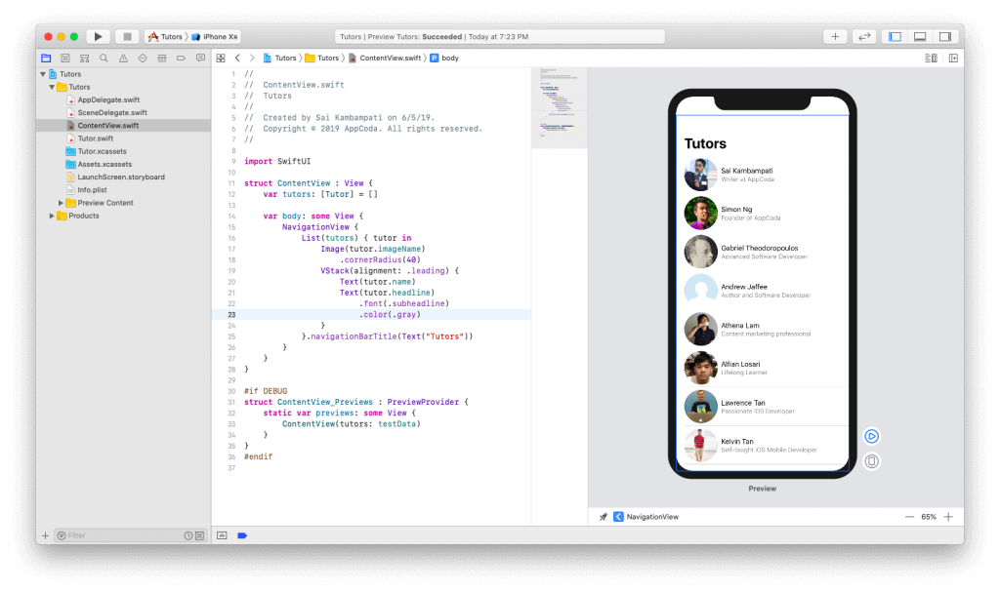 Tutors
iPhone XR
Tutors | Preview Tutors: Succeeded | Today at 7:23 PM
Tutors
Tutors
ContentView.swift
P
body
Tutors
Tutors
AppDelegate.swift
SceneDelegate.swift
ContentView.swift
Tutor.swift
Tutor.xcassets
Assets.xcassets
LaunchScreen.storyboard
Info.plist
Preview Content
Products
Filter
1 //
2 //  ContentView.swift
3 //  Tutors
4 //
5 //  Created by Sai Kambampati on 6/5/19.
6 //  Copyright © 2019 AppCoda. All rights reserved.
7 //
8
9 import SwiftUI
10
11 struct ContentView : View {
12     var tutors: [Tutor] = []
13
14     var body: some View {
15         NavigationView {
16             List(tutors) { tutor in
17                 Image(tutor.imageName)
18                     .cornerRadius(40)
19                 VStack(alignment: .leading) {
20                     Text(tutor.name)
21                     Text(tutor.headline)
22                         .font(.subheadline)
23                         .color(.gray)
24                 }
25             }.navigationBarTitle(Text("Tutors"))
26         }
27     }
28 }
29
30 #if DEBUG
31 struct ContentView_Previews : PreviewProvider {
32     static var previews: some View {
33         ContentView(tutors: testData)
34     }
35 }
36 #endif
37
Tutors
Sai Kambampati
Writer at AppCoda
Simon Ng
Founder of AppCoda
Gabriel Theodoropoulos
Advanced Software Developer
Andrew Jaffee
Author and Software Developer
Athena Lam
Content marketing professional
Alfian Losari
Lifelong Learner
Lawrence Tan
Passionate iOS Developer
Kelvin Tan
Self-taught iOS Mobile Developer
Preview
NavigationView
65%